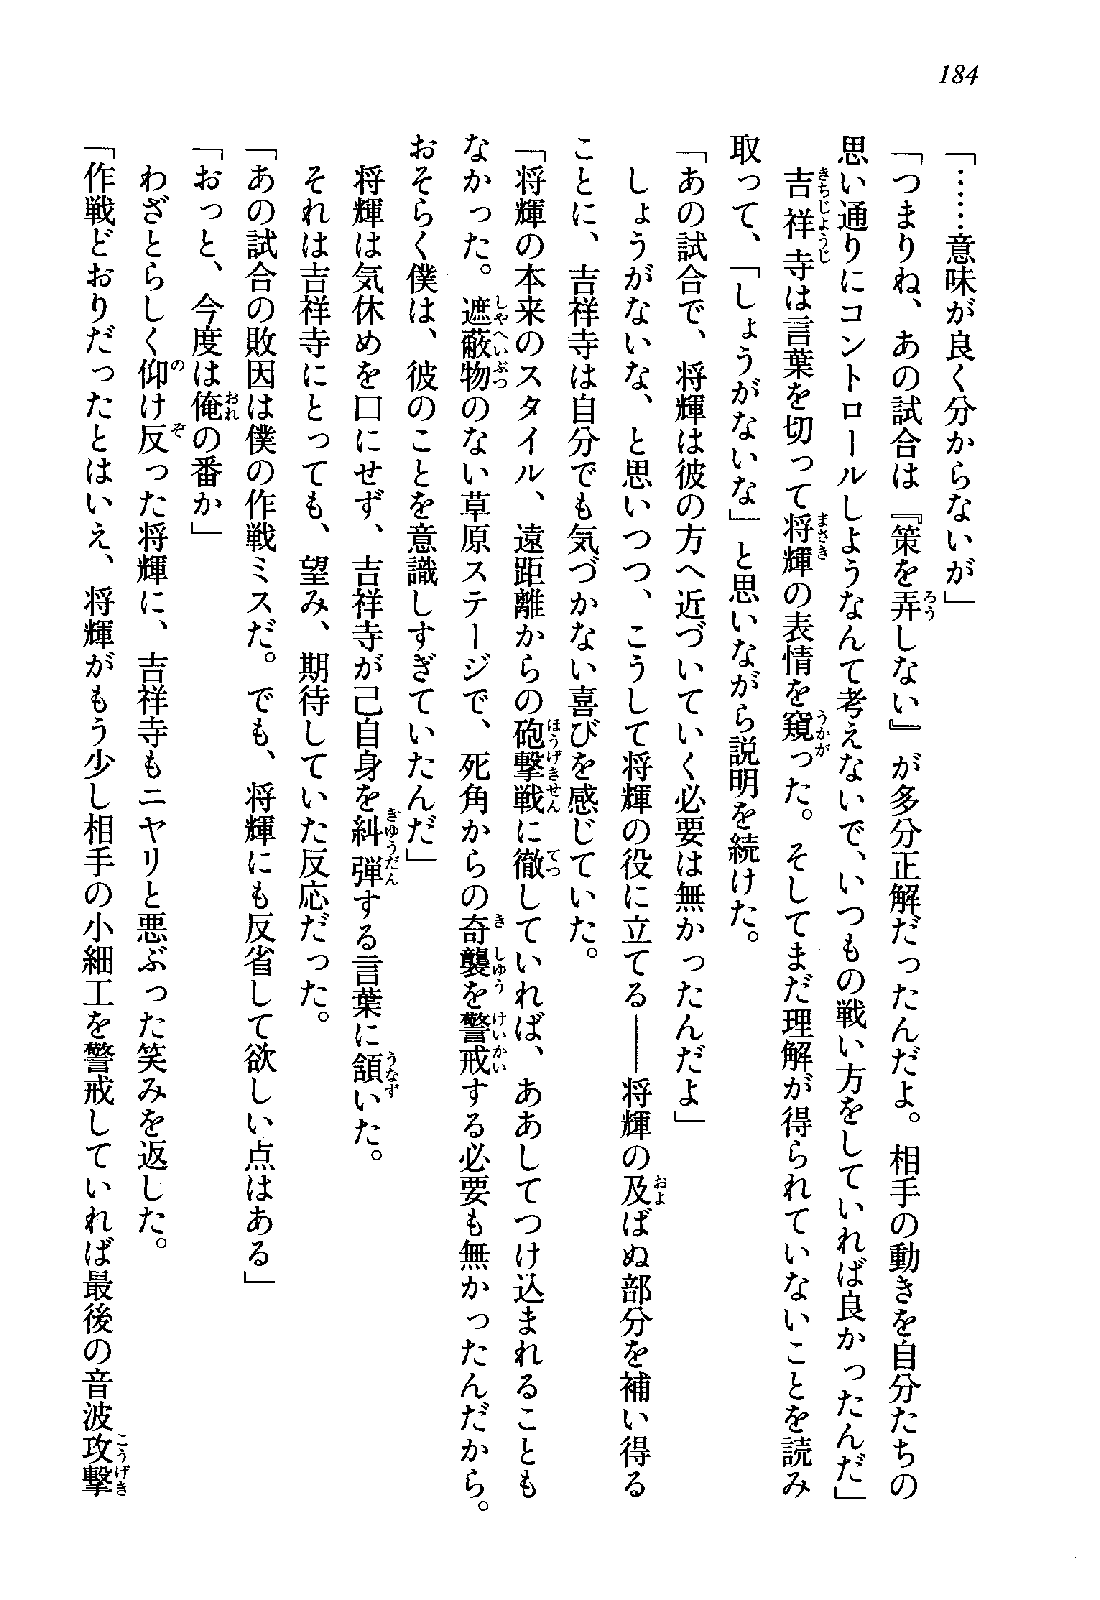 184
「……意味が良く分からないが」
「つまりね、あの試合は『策を弄しない』が多分正解だったんだよ。相手の動きを自分たちの
思い通りにコントロールしようなんて考えないで、いつもの戦い方をしていれば良かったんだ」
　吉祥寺は言葉を切って将輝の表情を窺った。そしてまだ理解が得られていないことを読み
取って、「しょうがないな」と思いながら説明を続けた。
「あの試合で、将輝は彼の方へ近づいていく必要は無かったんだよ」
　しょうがないな、と思いつつ、こうして将輝の役に立てる――将輝の及ばぬ部分を補い得る
ことに、吉祥寺は自分でも気づかない喜びを感じていた。
「将輝の本来のスタイル、遠距離からの砲撃戦に徹していれば、ああしてつけ込まれることも
なかった。遮蔽物のない草原ステージで、死角からの奇襲を警戒する必要も無かったんだから。
おそらく僕は、彼のことを意識しすぎていたんだ」
　将輝は気休めを口にせず、吉祥寺が己自身を糾弾する言葉に頷いた。
　それは吉祥寺にとっても、望み、期待していた反応だった。
「あの試合の敗因は僕の作戦ミスだ。でも、将輝にも反省して欲しい点はある」
「おっと、今度は俺の番か」
　わざとらしく仰け反った将輝に、吉祥寺もニヤリと悪ぶった笑みを返した。
「作戦どおりだったとはいえ、将輝がもう少し相手の小細工を警戒していれば最後の音波攻撃